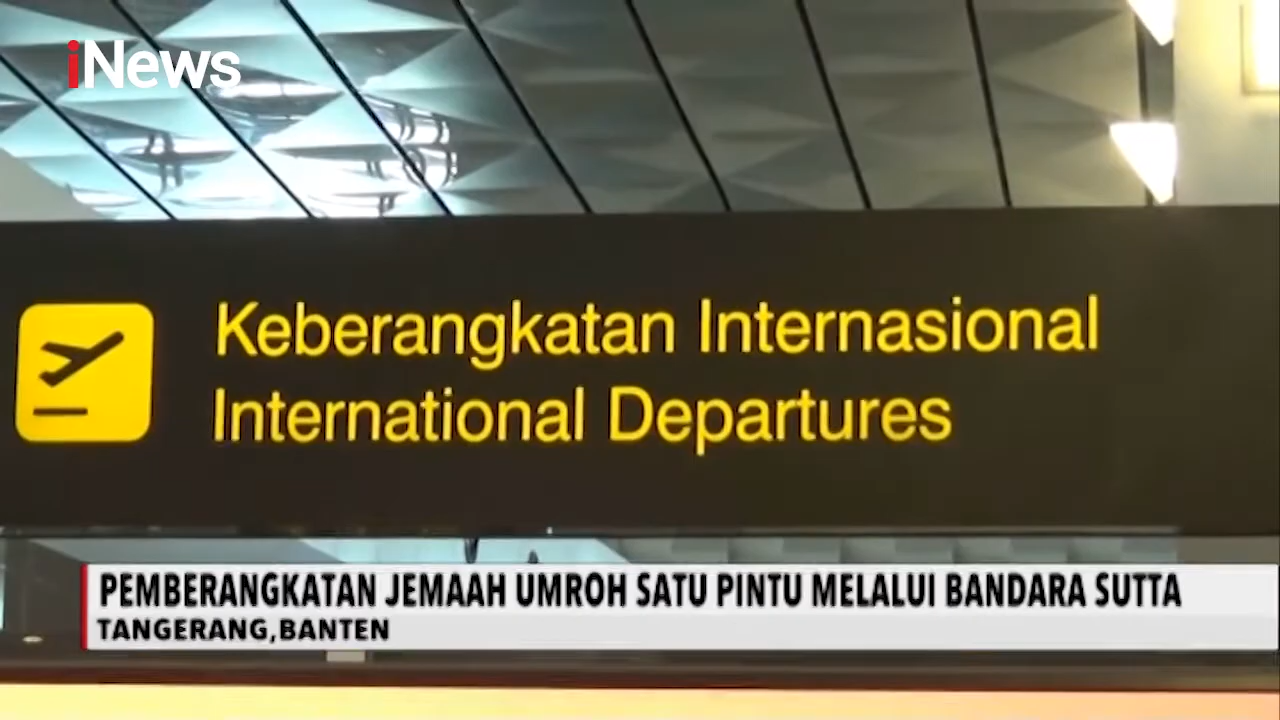 iNews
Keberangkatan Internasional
International Departures
PEMBERANGKATAN JEMAAH UMROH SATU PINTU MELALUI BANDARA SUTTA
TANGERANG,BANTEN